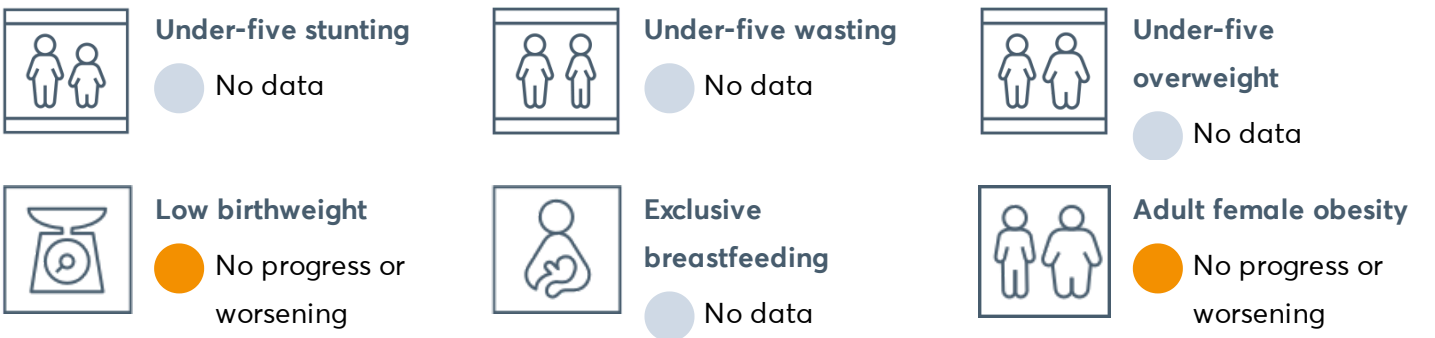 Under-five stunting
No data
Under-five wasting
No data
Under-five
overweight
No data
Low birthweight
No progress or
worsening
Exclusive
breastfeeding
No data
Adult female obesity
No progress or
worsening